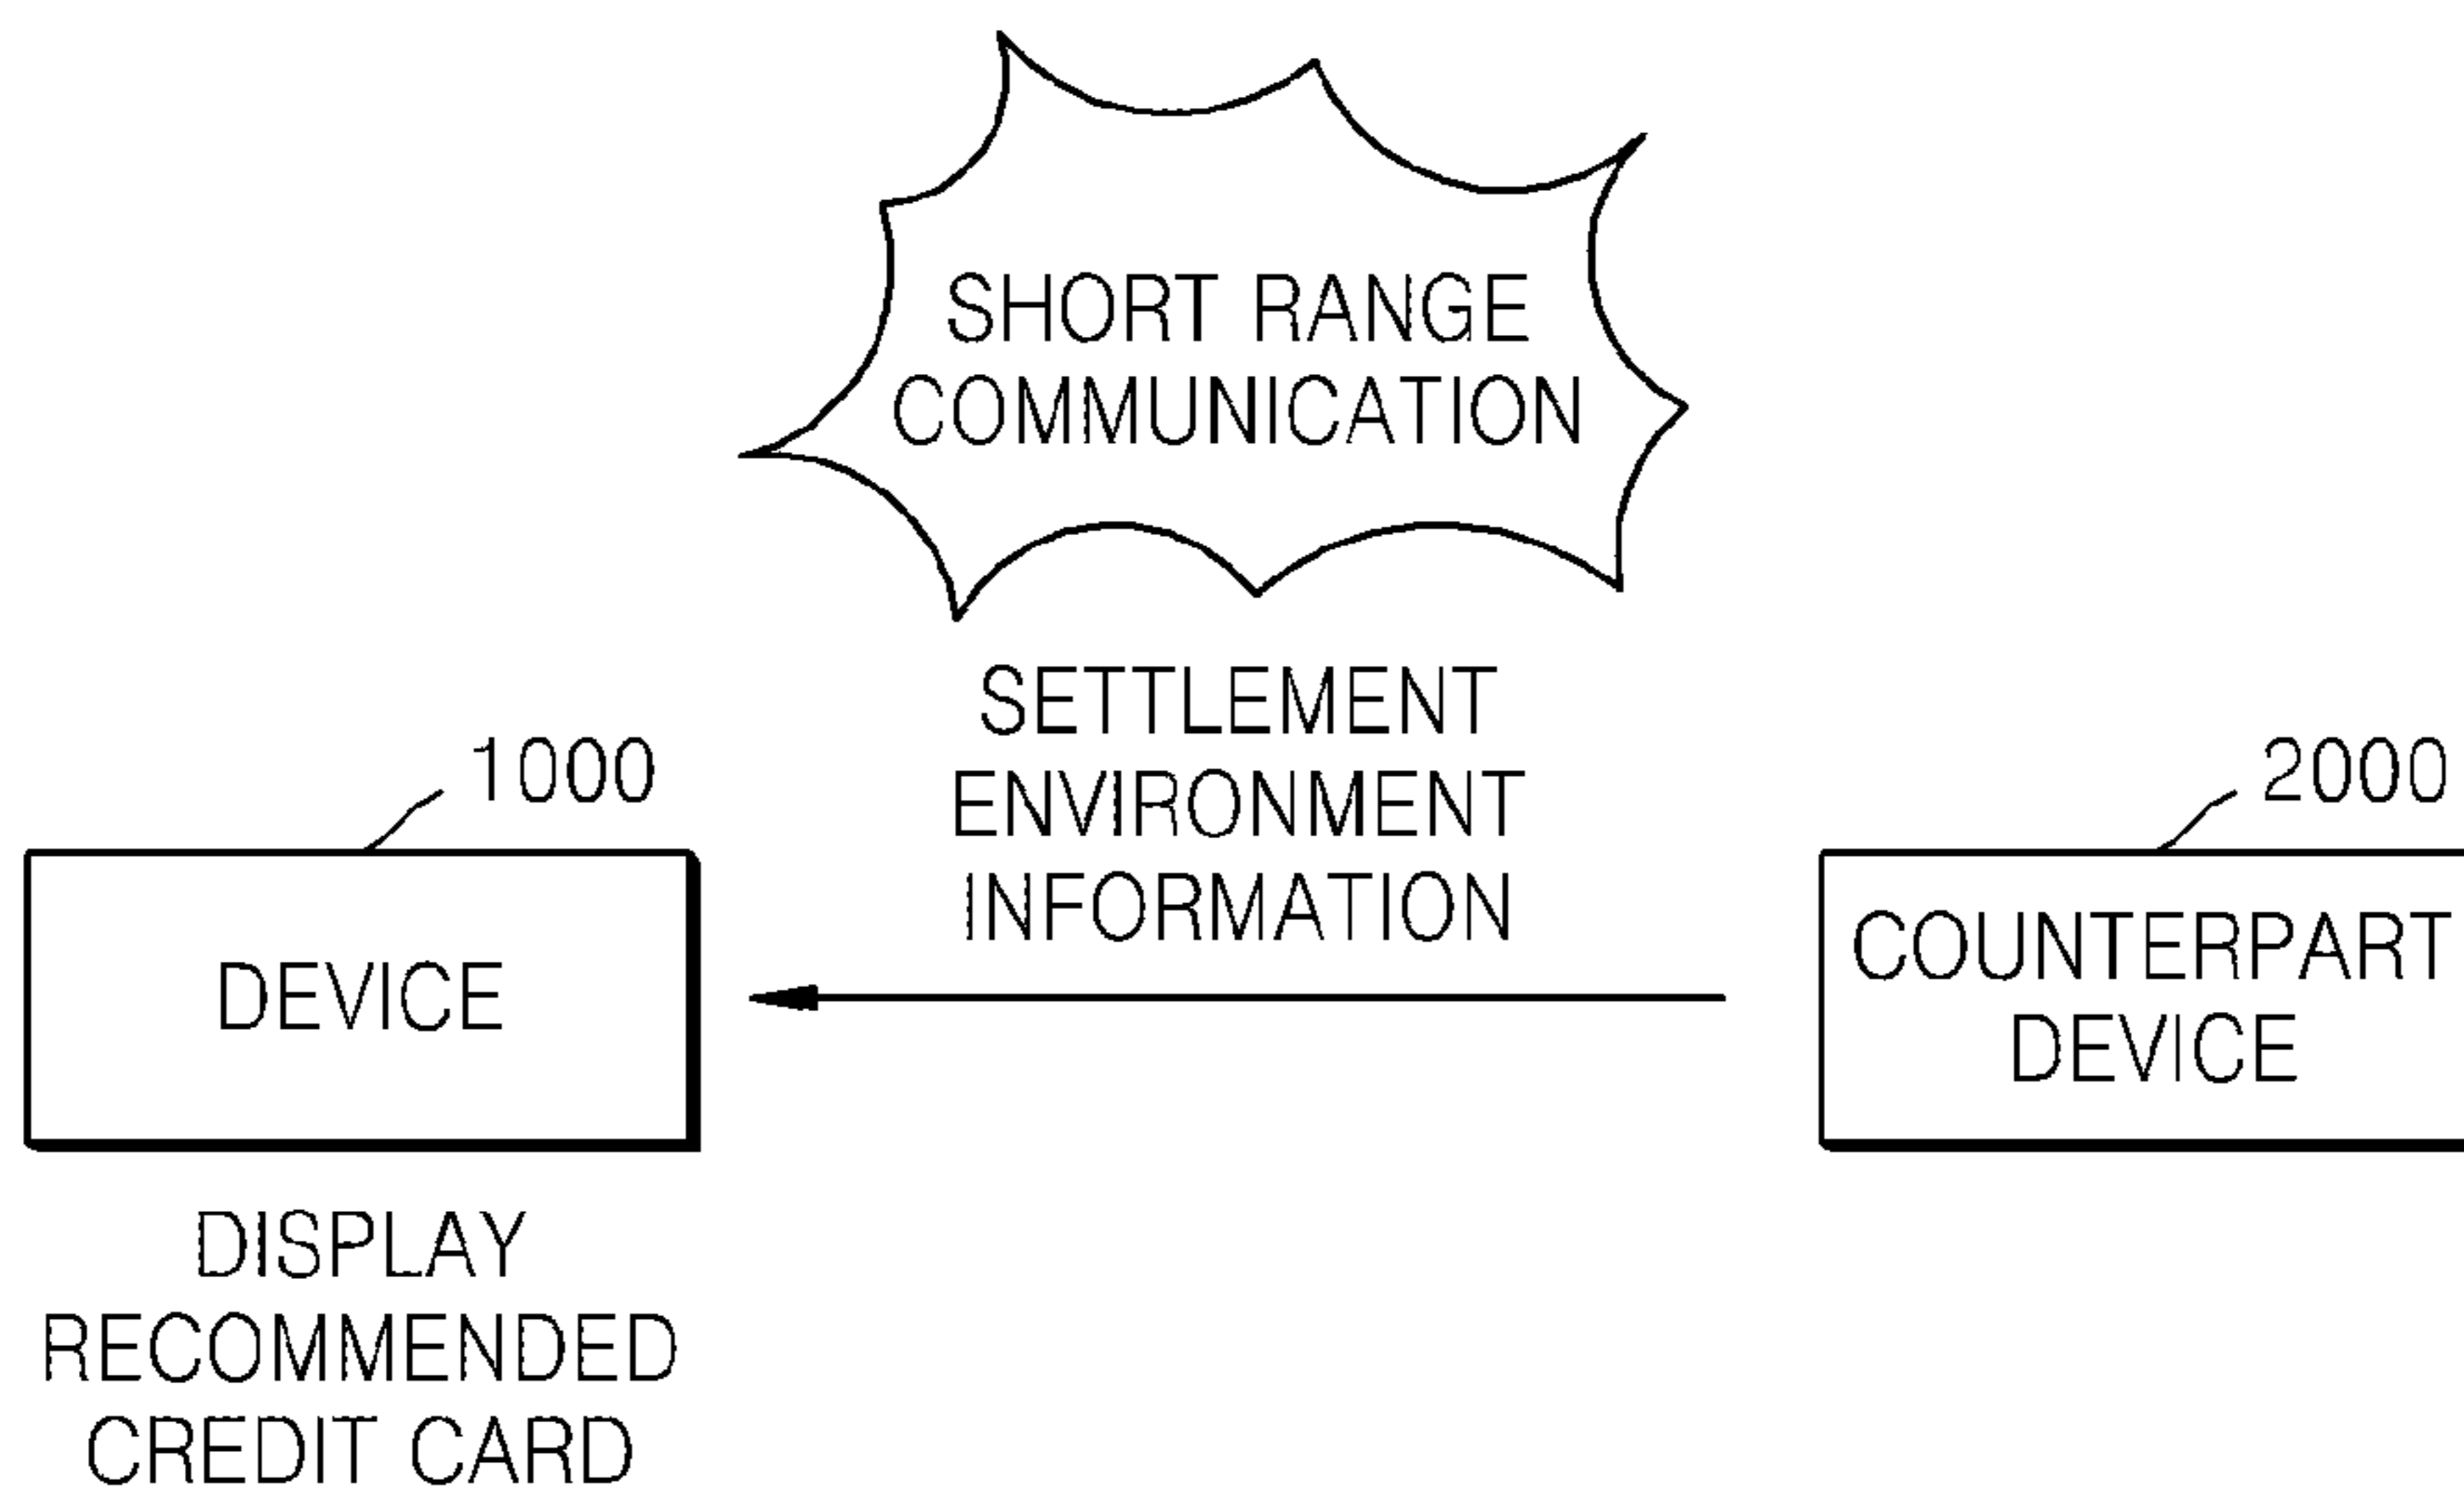 SHORT RANGE
COMMUNICATION
SETTLEMENT
ENVIRONMENT
INFORMATION
1000
DEVICE
DISPLAY
RECOMMENDED
CREDIT CARD
2000
COUNTERPART
DEVICE